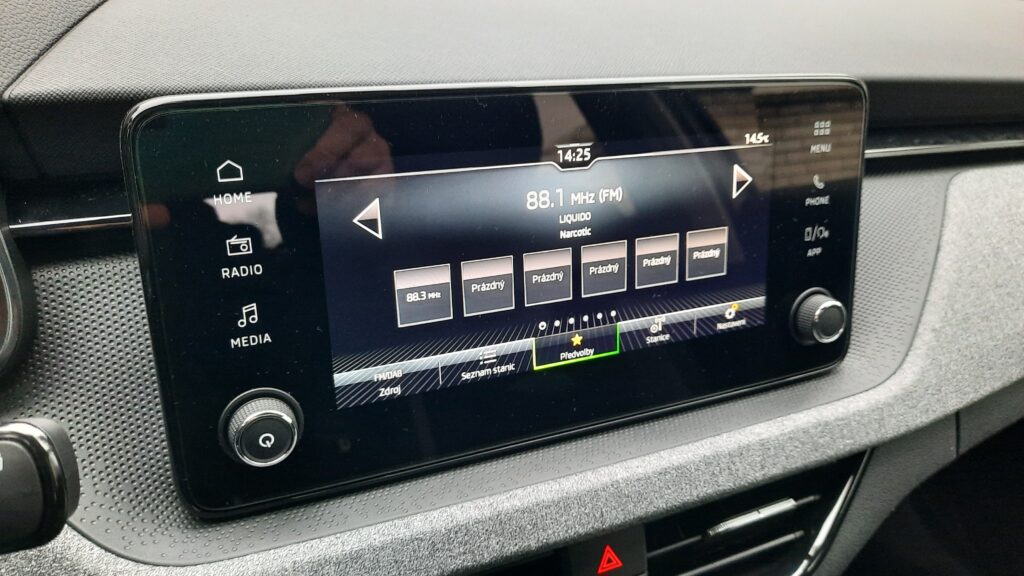 HOME
RADIO
MEDIA
14:25
14.5°C
88.1 MHz (FM)
LIQUIDO
Narcotic
88.3 MHz
Prázdný
Prázdný
Prázdný
Prázdný
Prázdný
FM/DAB
Zdroj
Seznam stanic
Předvolby
Stanice
Nastavení
MENU
PHONE
APP